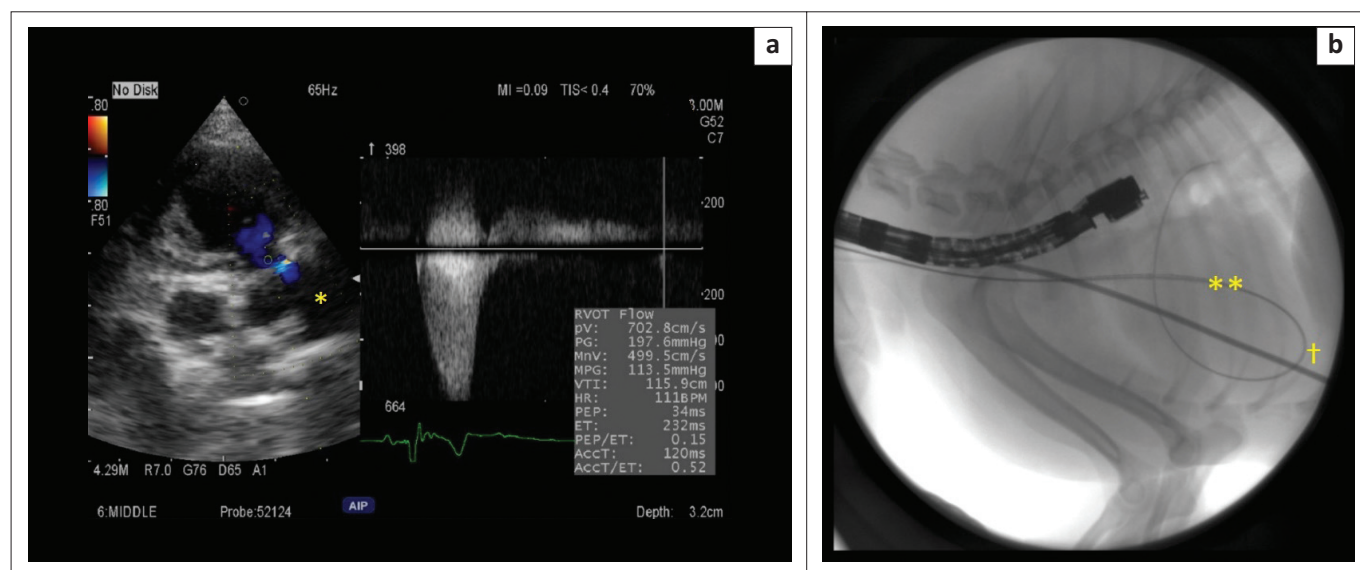 a
No Disk 65Hz MI =0.09 TIS< 0.4 70%
.80
3.00M
G52
C7
.80
F51
↑ 398
200
200
*
RVOT Flow
pV: 702.8cm/s
PG: 197.6mmHg
MnV: 499.5cm/s
MPG: 113.5mmHg
VTI: 115.9cm
HR: 111BPM
PEP: 34ms
ET: 232ms
PEP/ET: 0.15
AccT: 120ms
AccT/ET: 0.52
664
4.29M R7.0 G76 D65 A1
6:MIDDLE Probe:52124 AIP Depth: 3.2cm
b
**
†